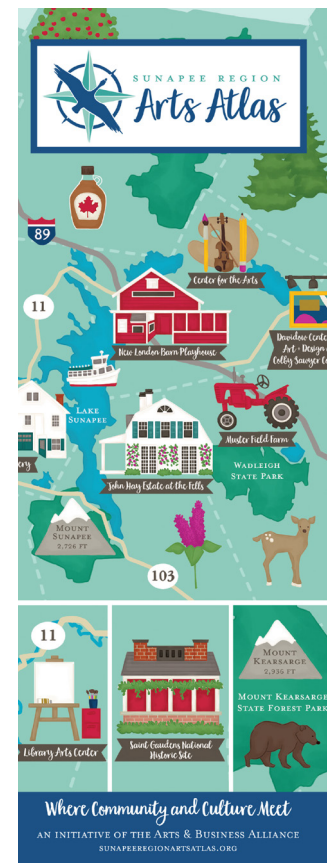 SUNAPEE REGION
Arts Atlas
89
Center for the Arts
11
New London Barn Playhouse
Art + Design
Colby Sawyer
LAKE
SUNAPEE
Muster Field Farm
WADLEIGH
STATE PARK
John Hay Estate at the Fells
MOUNT
SUNAPEE
2,726 FT
103
11
Library Arts Center
Saint Gaudens National
Historic Site
MOUNT
KEARSARGE
2,936 FT
MOUNT KEARSARGE
STATE FOREST PARK
Where Community and Culture Meet
AN INITIATIVE OF THE ARTS & BUSINESS ALLIANCE
SUNAPEEREGIONARTSATLAS.ORG